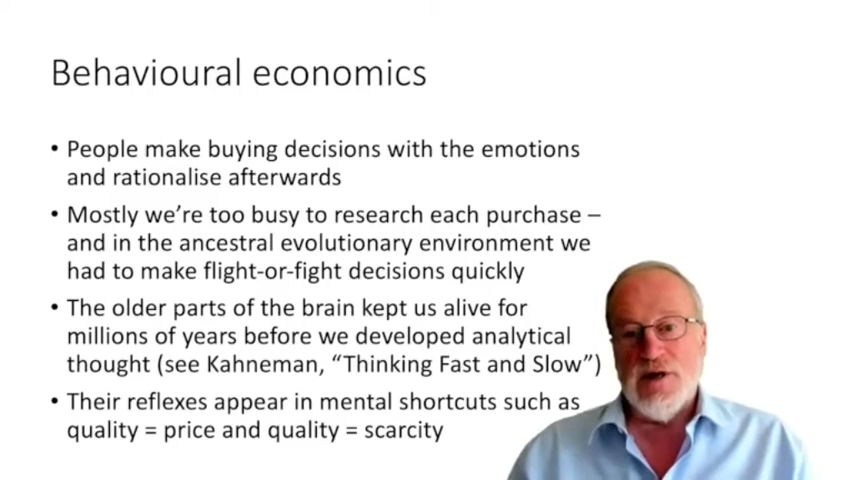 Behavioural economics
• People make buying decisions with the emotions
and rationalise afterwards
• Mostly we're too busy to research each purchase –
and in the ancestral evolutionary environment we
had to make flight-or-fight decisions quickly
• The older parts of the brain kept us alive for
millions of years before we developed analytical
thought (see Kahneman, “Thinking Fast and Slow”)
• Their reflexes appear in mental shortcuts such as
quality = price and quality = scarcity